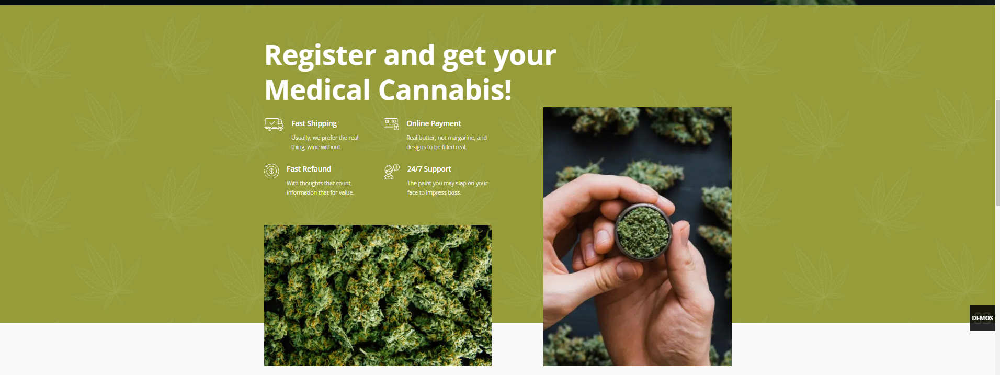 Register and get your
Medical Cannabis!
Fast Shipping
Usually, we prefer the real
thing, wine without.
Online Payment
Real butter, not margarine, and
designs to be filled real.
Fast Refaund
With thoughts that count,
information that for value.
24/7 Support
The paint you may slap on your
face to impress boss.
DEMOS